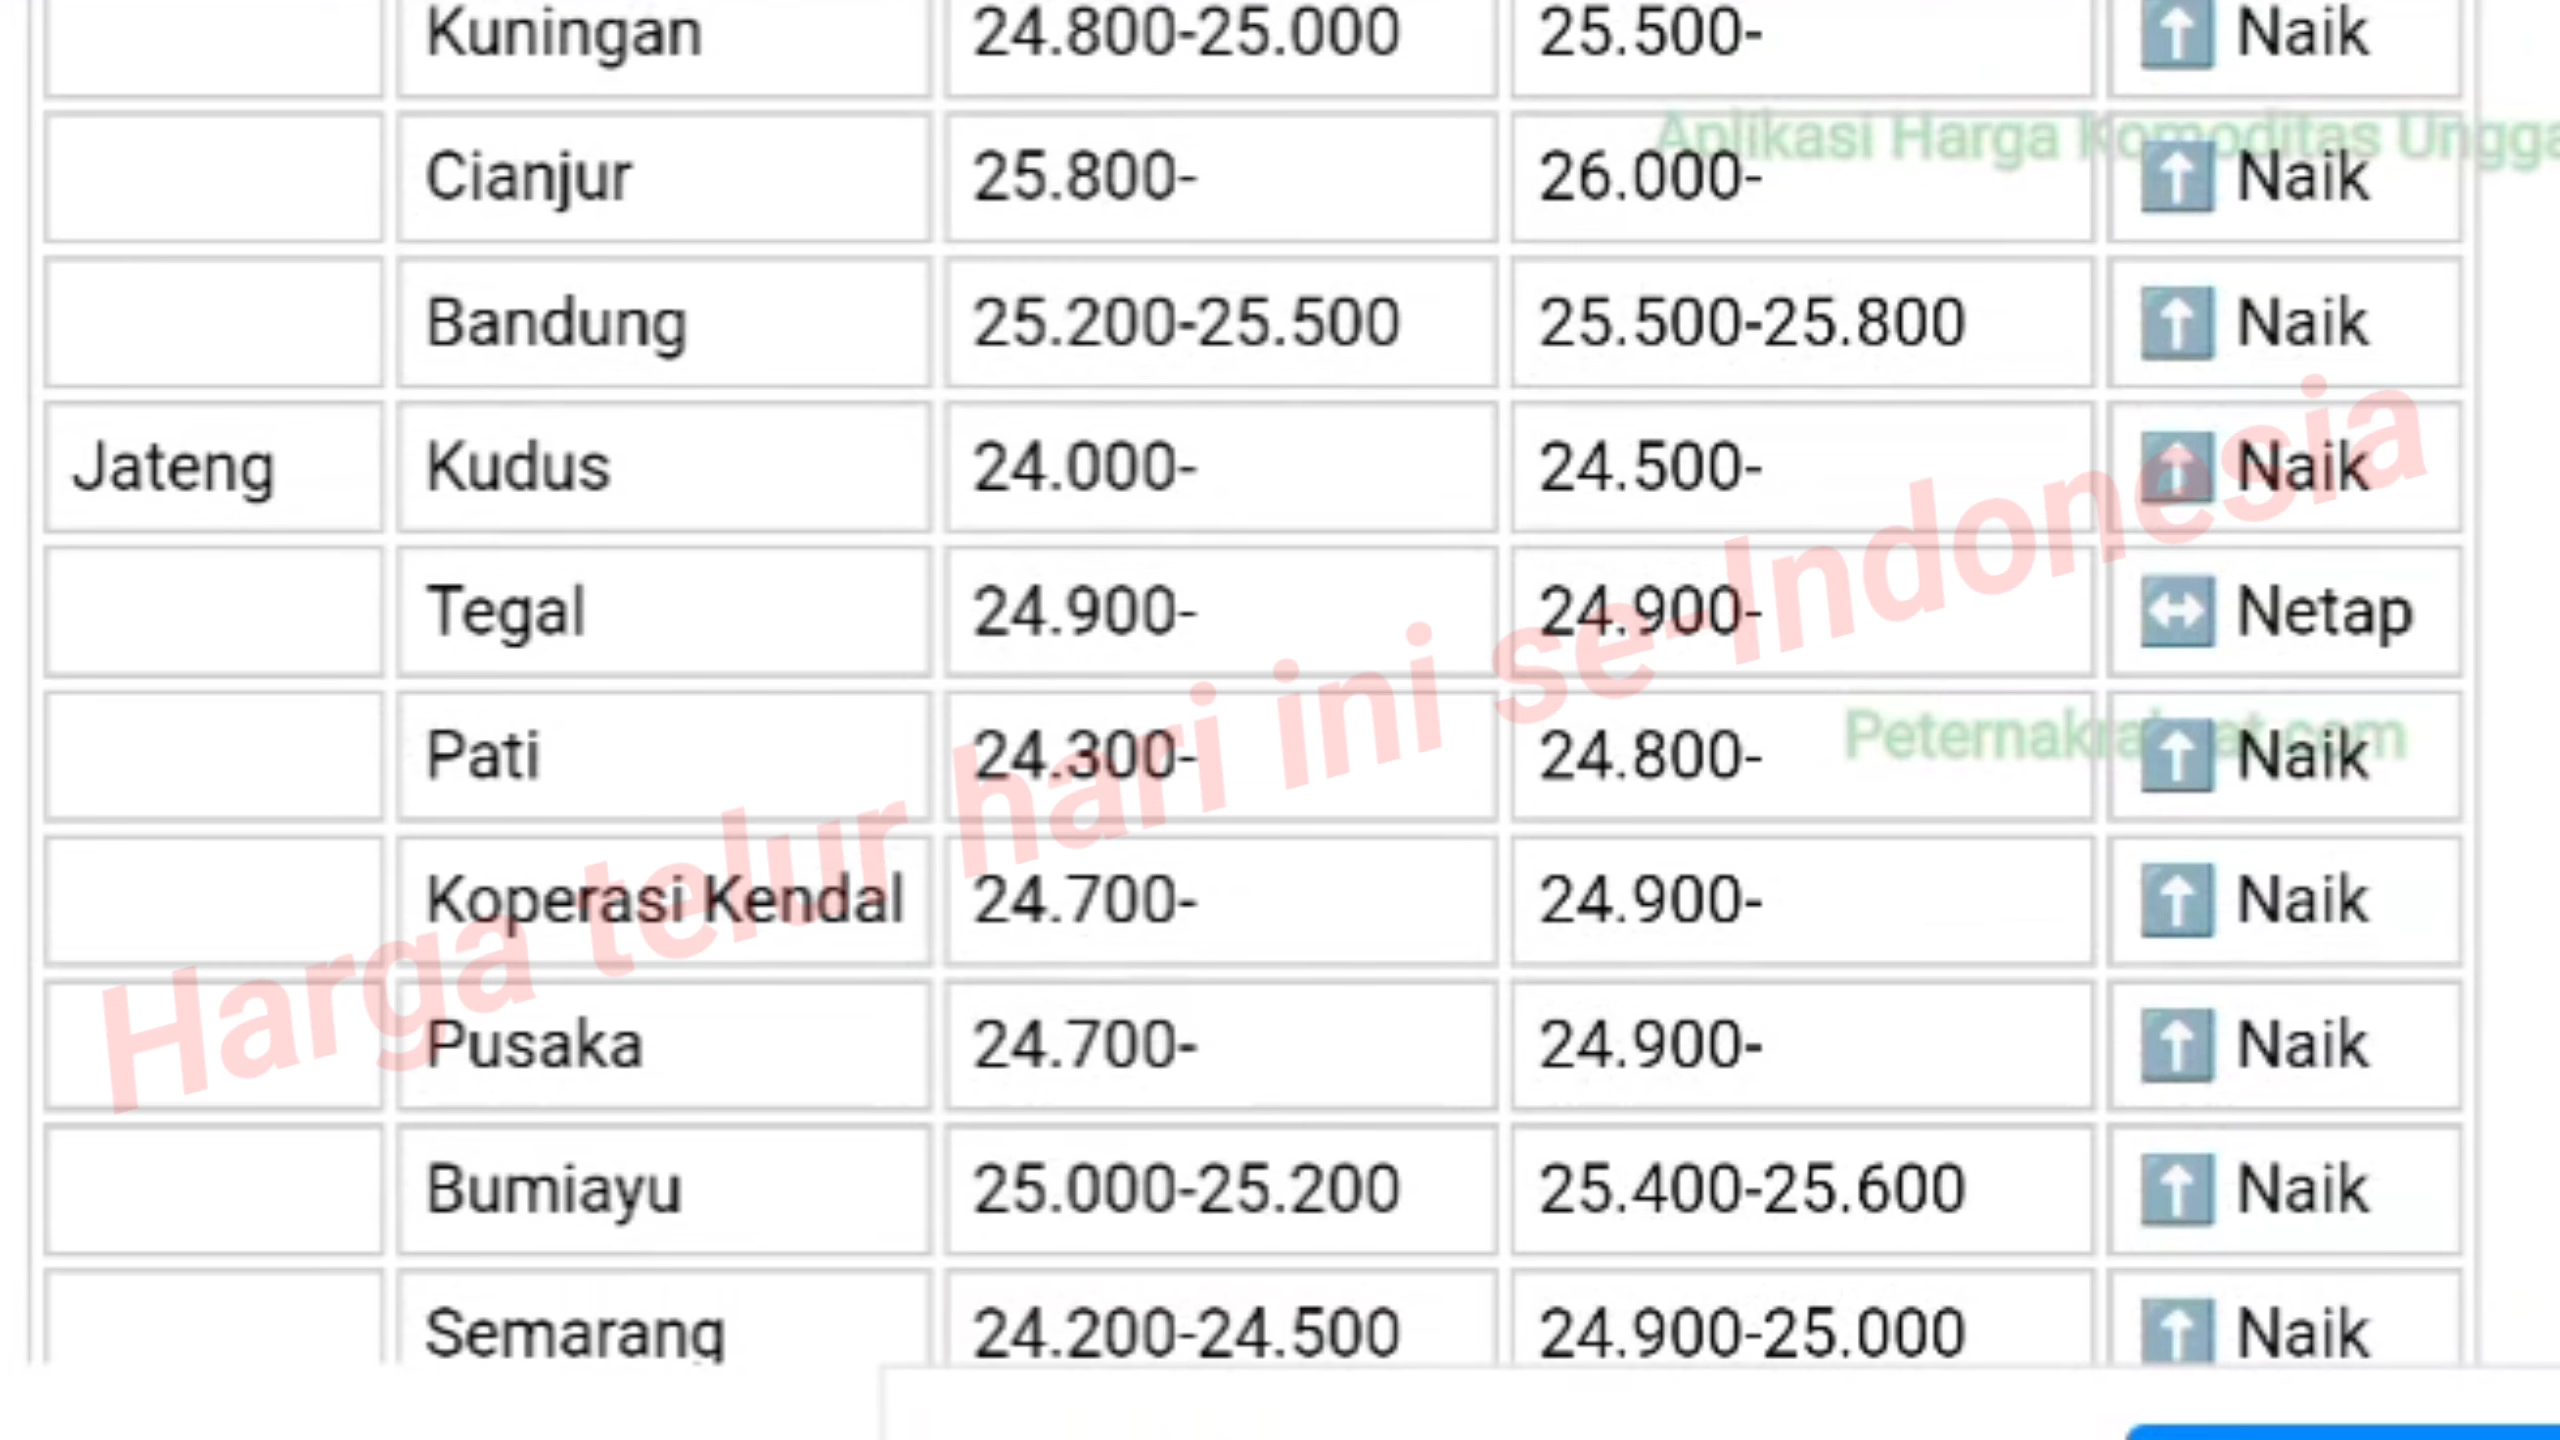 Kuningan 24.800-25.000 25.500- Naik
Aplikasi Harga Komoditas Ungga
Cianjur 25.800- 26.000- Naik
Bandung 25.200-25.500 25.500-25.800 Naik
Jateng Kudus 24.000- 24.500- Naik
Tegal 24.900- 24.900- Netap
Harga telur hari ini se-Indonesia
Peternakrakyat.com
Pati 24.300- 24.800- Naik
Koperasi Kendal 24.700- 24.900- Naik
Pusaka 24.700- 24.900- Naik
Bumiayu 25.000-25.200 25.400-25.600 Naik
Semarang 24.200-24.500 24.900-25.000 Naik